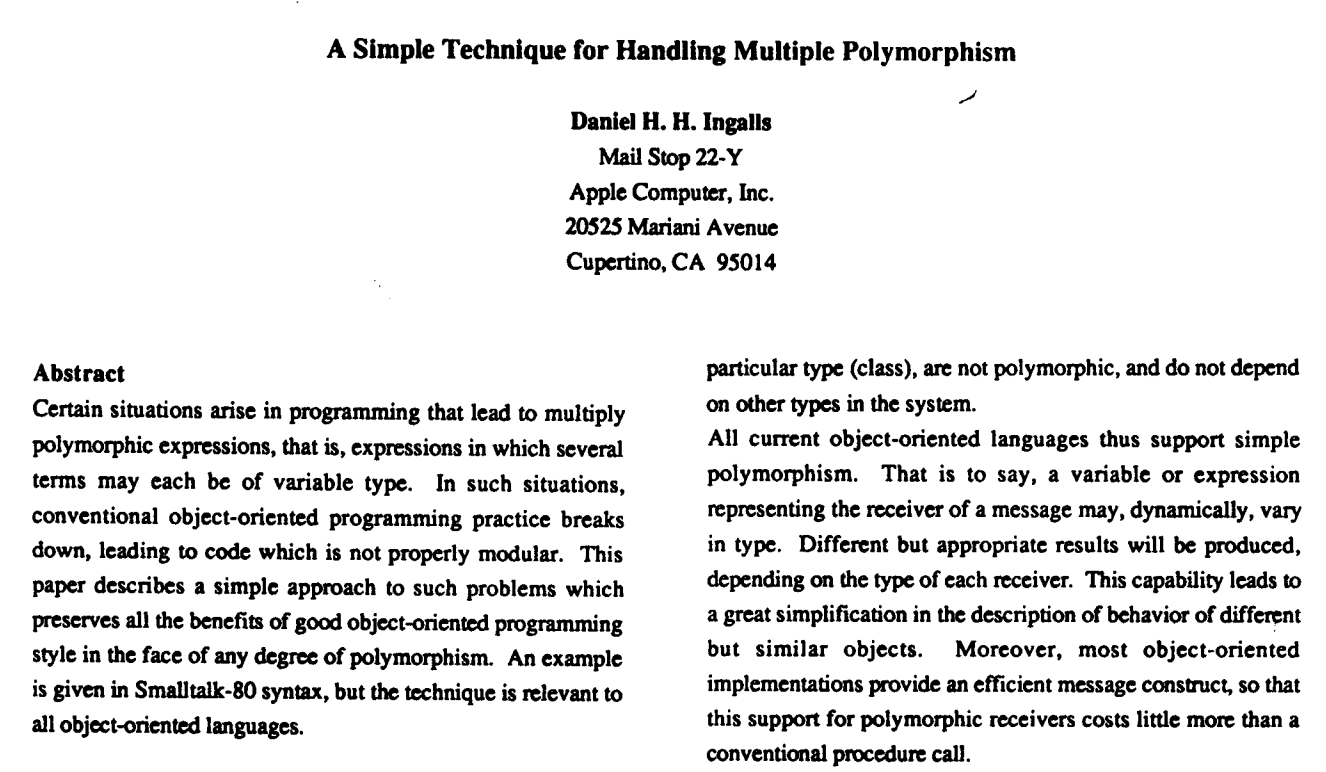 A Simple Technique for Handling Multiple Polymorphism
Daniel H. H. Ingalls
Mail Stop 22-Y
Apple Computer, Inc.
20525 Mariani Avenue
Cupertino, CA 95014
Abstract
Certain situations arise in programming that lead to multiply
polymorphic expressions, that is, expressions in which several
terms may each be of variable type. In such situations,
conventional object-oriented programming practice breaks
down, leading to code which is not properly modular. This
paper describes a simple approach to such problems which
preserves all the benefits of good object-oriented programming
style in the face of any degree of polymorphism. An example
is given in Smalltalk-80 syntax, but the technique is relevant to
all object-oriented languages.
particular type (class), are not polymorphic, and do not depend
on other types in the system.
All current object-oriented languages thus support simple
polymorphism. That is to say, a variable or expression
representing the receiver of a message may, dynamically, vary
in type. Different but appropriate results will be produced,
depending on the type of each receiver. This capability leads to
a great simplification in the description of behavior of different
but similar objects. Moreover, most object-oriented
implementations provide an efficient message construct, so that
this support for polymorphic receivers costs little more than a
conventional procedure call.